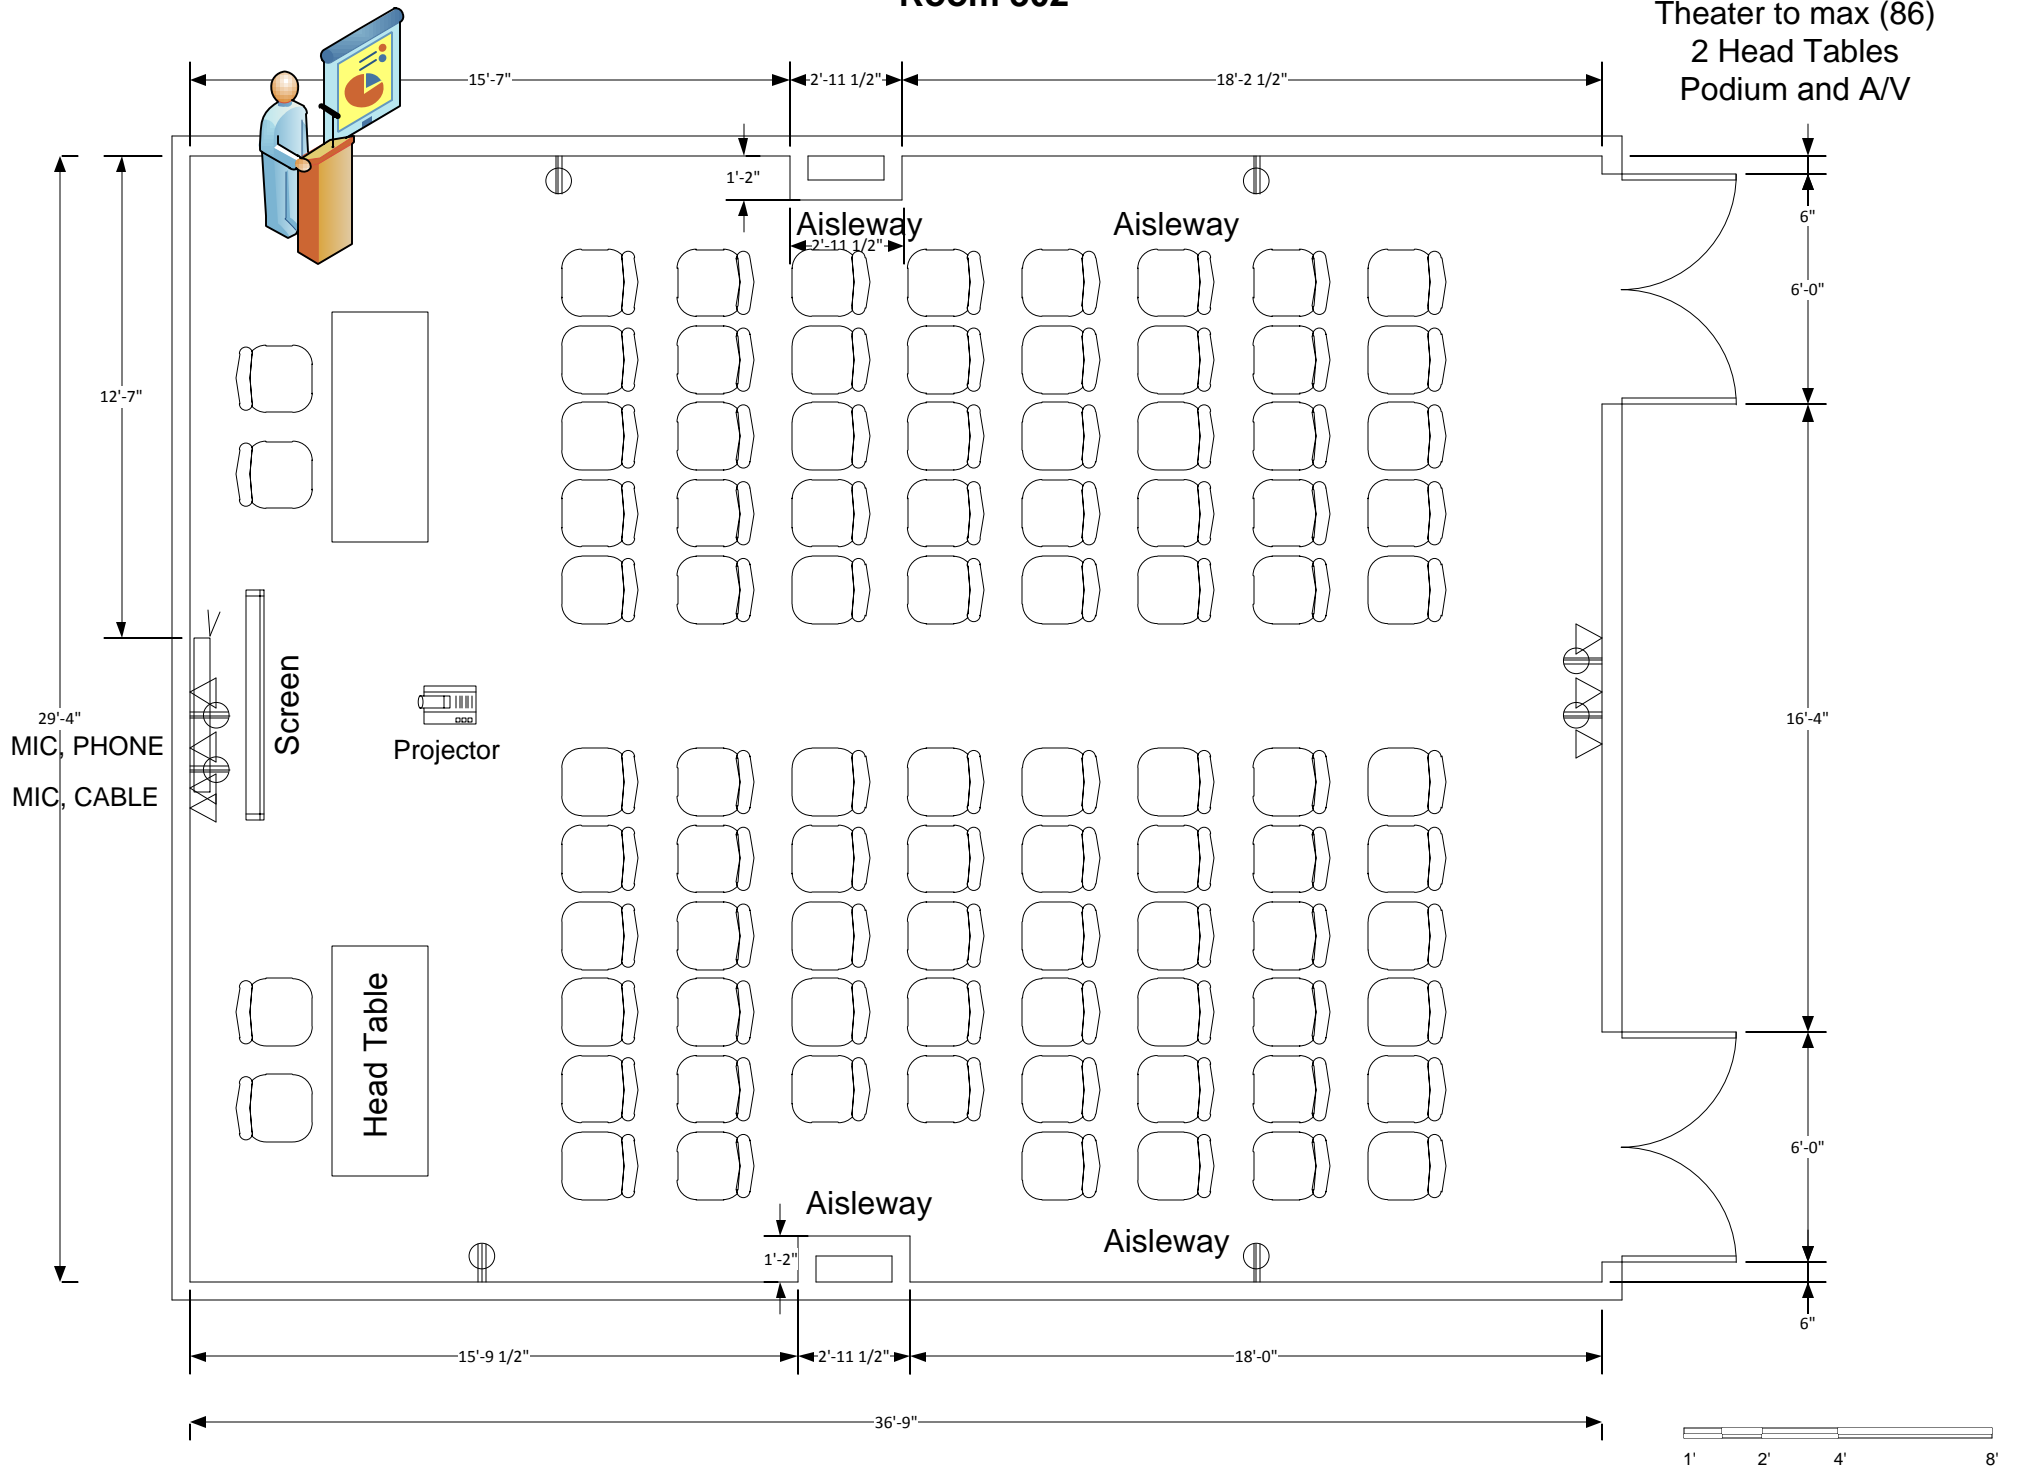 Theater to max (86)
2 Head Tables
Podium and A/V
15'-7"
2'-11 1/2"
18'-2 1/2"
1'-2"
Aisleway
Aisleway
2'-11 1/2"
6"
6'-0"
12'-7"
29'-4"
MIC, PHONE
MIC, CABLE
Screen
Projector
16'-4"
Head Table
6'-0"
Aisleway
Aisleway
1'-2"
6"
15'-9 1/2"
2'-11 1/2"
18'-0"
36'-9"
1' 2' 4' 8'